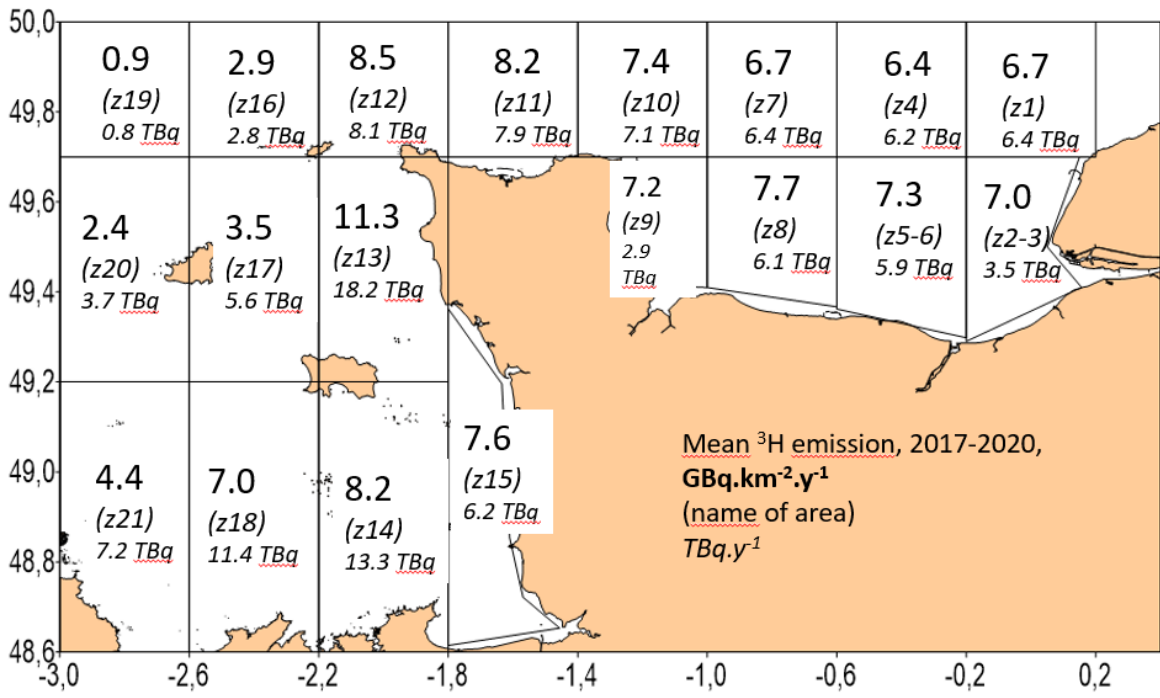 50,0
49,8
49,6
49,4
49,2
49,0
48,8
48,6
-3,0
-2,6
-2,2
-1,8
-1,4
-1,0
-0,6
-0,2
0,2
0.9
(z19)
0.8 TBq
2.9
(z16)
2.8 TBq
8.5
(z12)
8.1 TBq
8.2
(z11)
7.9 TBq
7.4
(z10)
7.1 TBq
6.7
(z7)
6.4 TBq
6.4
(z4)
6.2 TBq
6.7
(z1)
6.4 TBq
2.4
(z20)
3.7 TBq
3.5
(z17)
5.6 TBq
11.3
(z13)
18.2 TBq
7.2
(z9)
2.9
TBq
7.7
(z8)
6.1 TBq
7.3
(z5-6)
5.9 TBq
7.0
(z2-3)
3.5 TBq
4.4
(z21)
7.2 TBq
7.0
(z18)
11.4 TBq
8.2
(z14)
13.3 TBq
7.6
(z15)
6.2 TBq
Mean ³H emission, 2017-2020,
GBq.km⁻².y⁻¹
(name of area)
TBq.y⁻¹